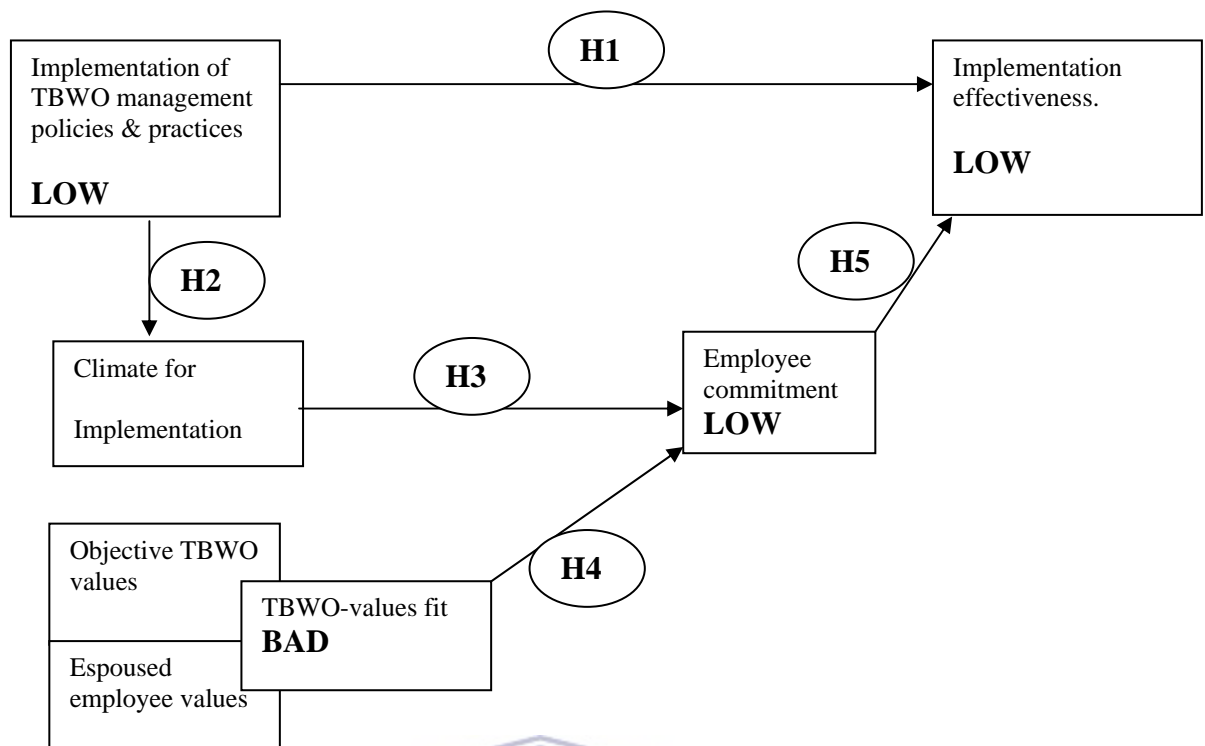 H1
Implementation of
TBWO management
policies & practices
LOW
Implementation
effectiveness.
LOW
H2
H5
Climate for
Implementation
H3
Employee
commitment
LOW
Objective TBWO
values
H4
TBWO-values fit
BAD
Espoused
employee values